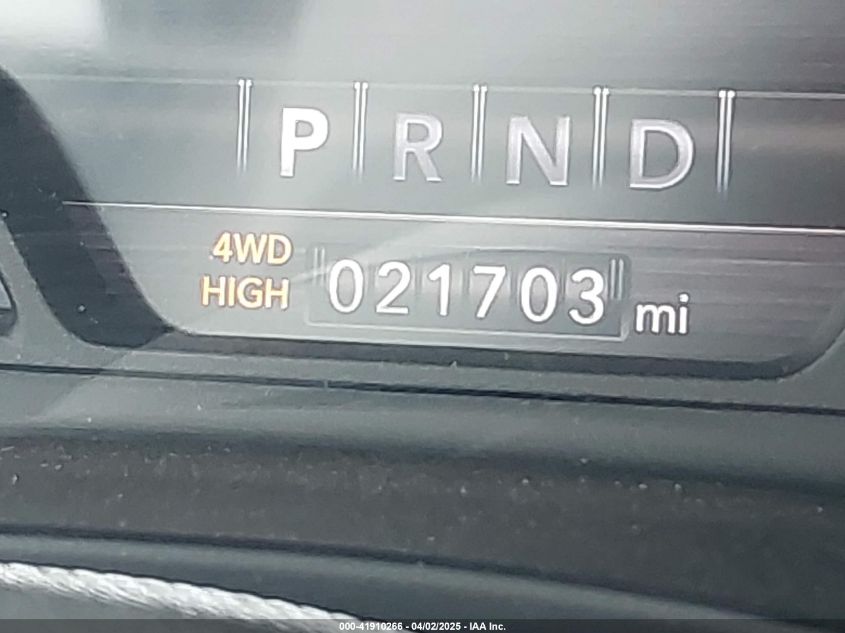 P R N D
4WD
HIGH
021703 mi
000-41910266 - 04/02/2025 - IAA Inc.